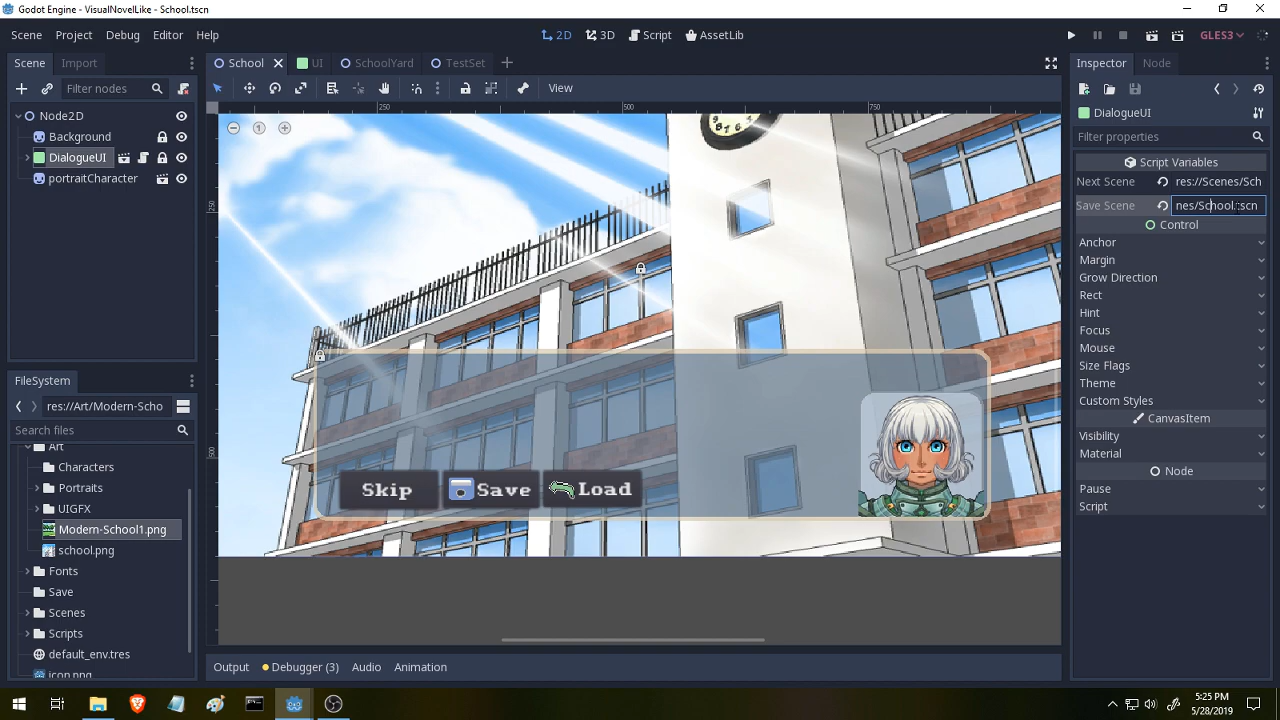 Godot Engine - VisualNovelLike - School.tscn
Scene Project Debug Editor Help
2D 3D Script AssetLib
GLES3
Scene Import
School UI SchoolYard TestSet
Inspector Node
Filter nodes
View
Node2D
Background
DialogueUI
portraitCharacter
250 500 750
250
500
1
DialogueUI
Filter properties
Script Variables
Next Scene res://Scenes/Sch
Save Scene nes/School.tscn
Control
Anchor
Margin
Grow Direction
Rect
Hint
Focus
Mouse
Size Flags
Theme
Custom Styles
CanvasItem
Visibility
Material
Node
Pause
Script
FileSystem
res://Art/Modern-Scho
Search files
Art
Characters
Portraits
UIGFX
Modern-School1.png
school.png
Fonts
Save
Scenes
Scripts
default_env.tres
icon.png
Skip Save Load
Output Debugger (3) Audio Animation
5:25 PM
5/28/2019